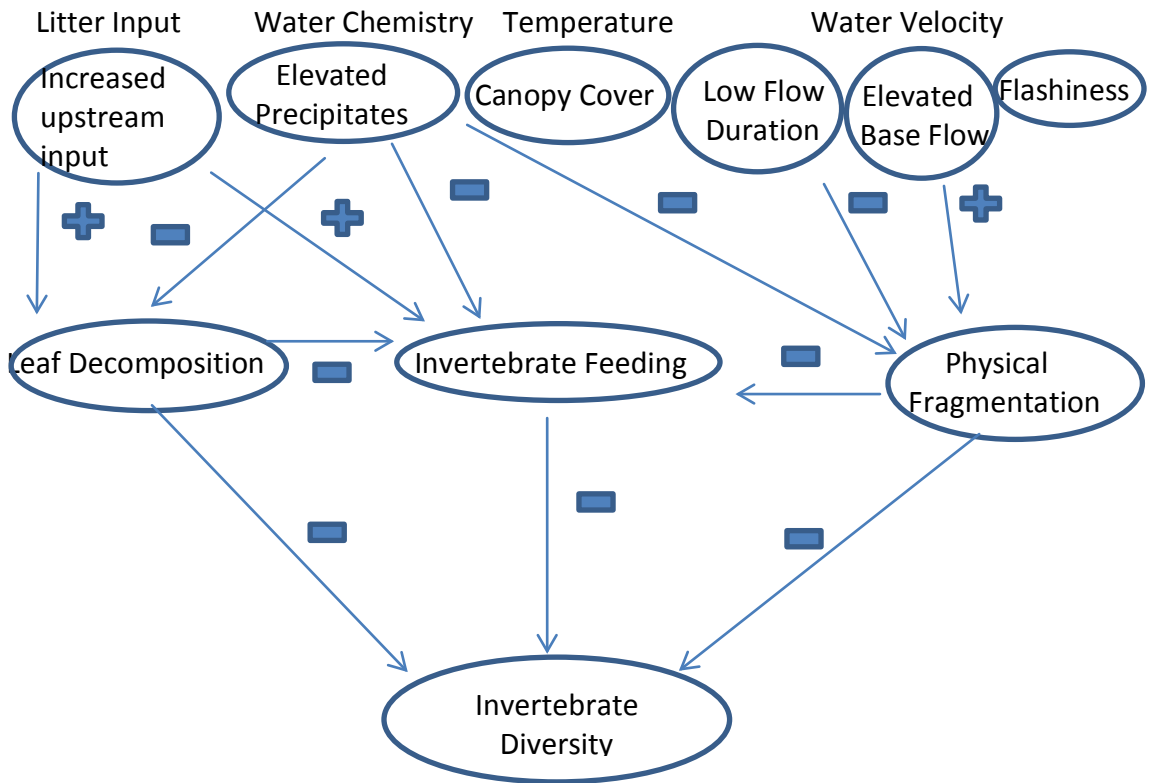 Litter Input
Water Chemistry
Temperature
Water Velocity
Increased
upstream
input
Elevated
Precipitates
Canopy Cover
Low Flow
Duration
Elevated
Base Flow
Flashiness
Leaf Decomposition
Invertebrate Feeding
Physical
Fragmentation
Invertebrate
Diversity